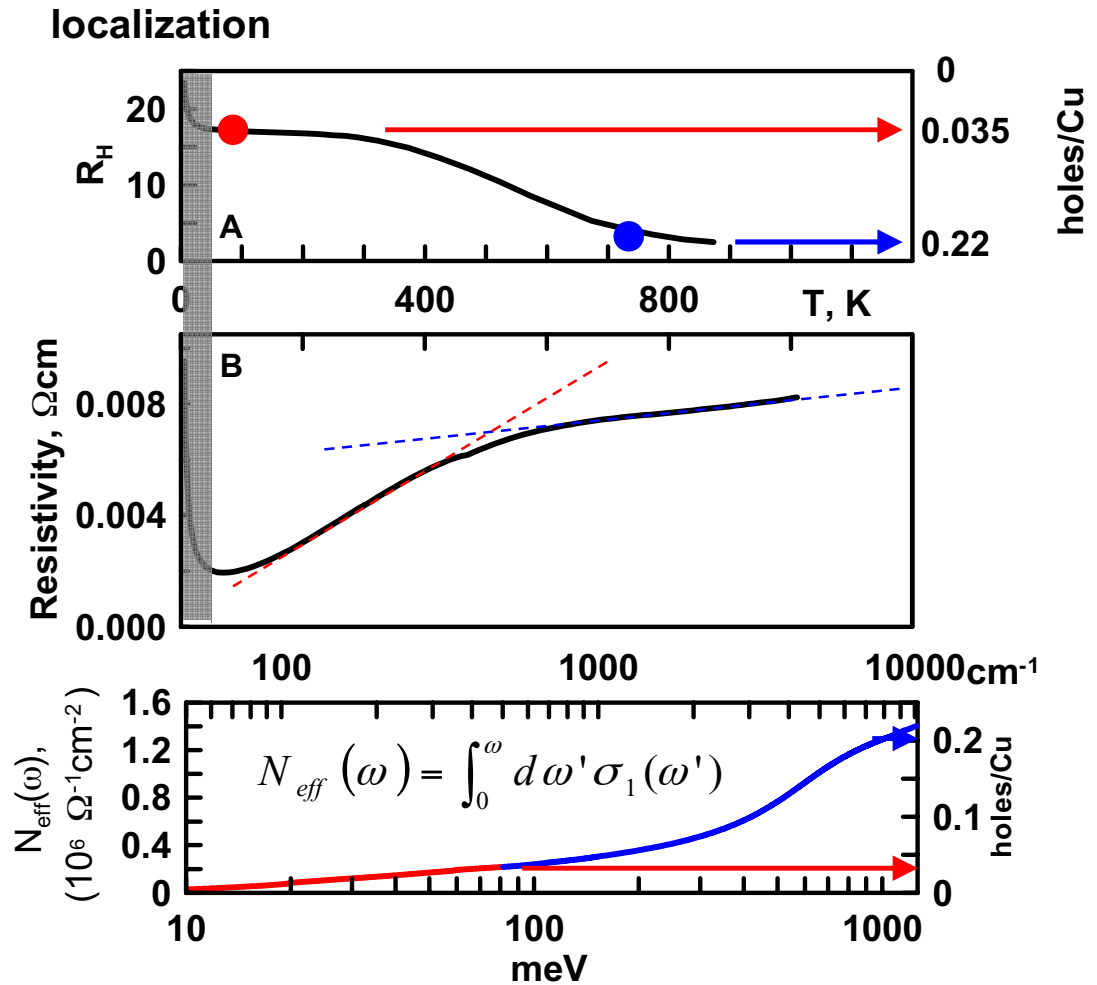 localization
20
10
0
R_H
A
0
0.035
0.22
holes/Cu
0
400
800
T, K
B
0.008
0.004
0.000
Resistivity, Ωcm
100
1000
10000cm⁻¹
1.6
1.2
0.8
0.4
0
N_eff(ω),
(10⁶ Ω⁻¹cm⁻²)
N_eff (ω) = ∫₀^ω dω'σ₁(ω')
0.2
0.1
0
holes/Cu
10
100
1000
meV